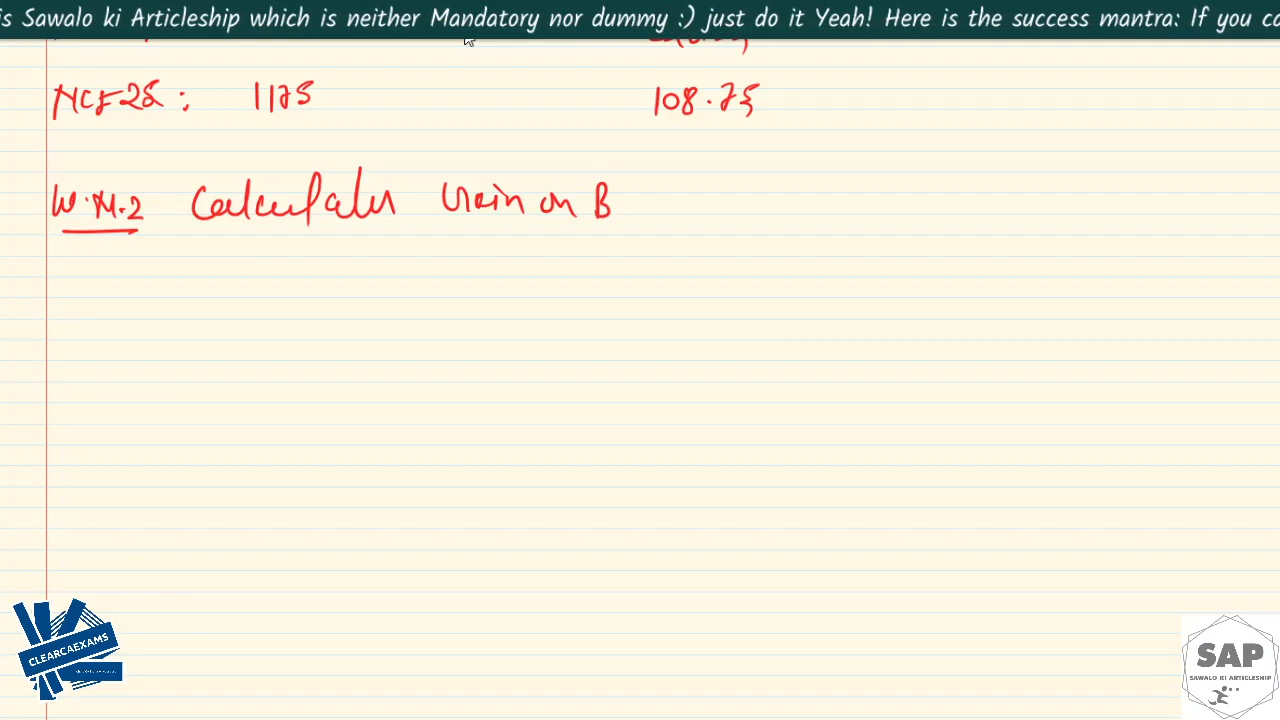 is Sawalo ki Articleship which is neither Mandatory nor dummy :) just do it Yeah! Here is the success mantra: If you ca
25 : 1175 108.75
W.N.2 Calculate Gain on B
CLEARCAEXAMS
SAP
SAWALO KI ARTICLESHIP